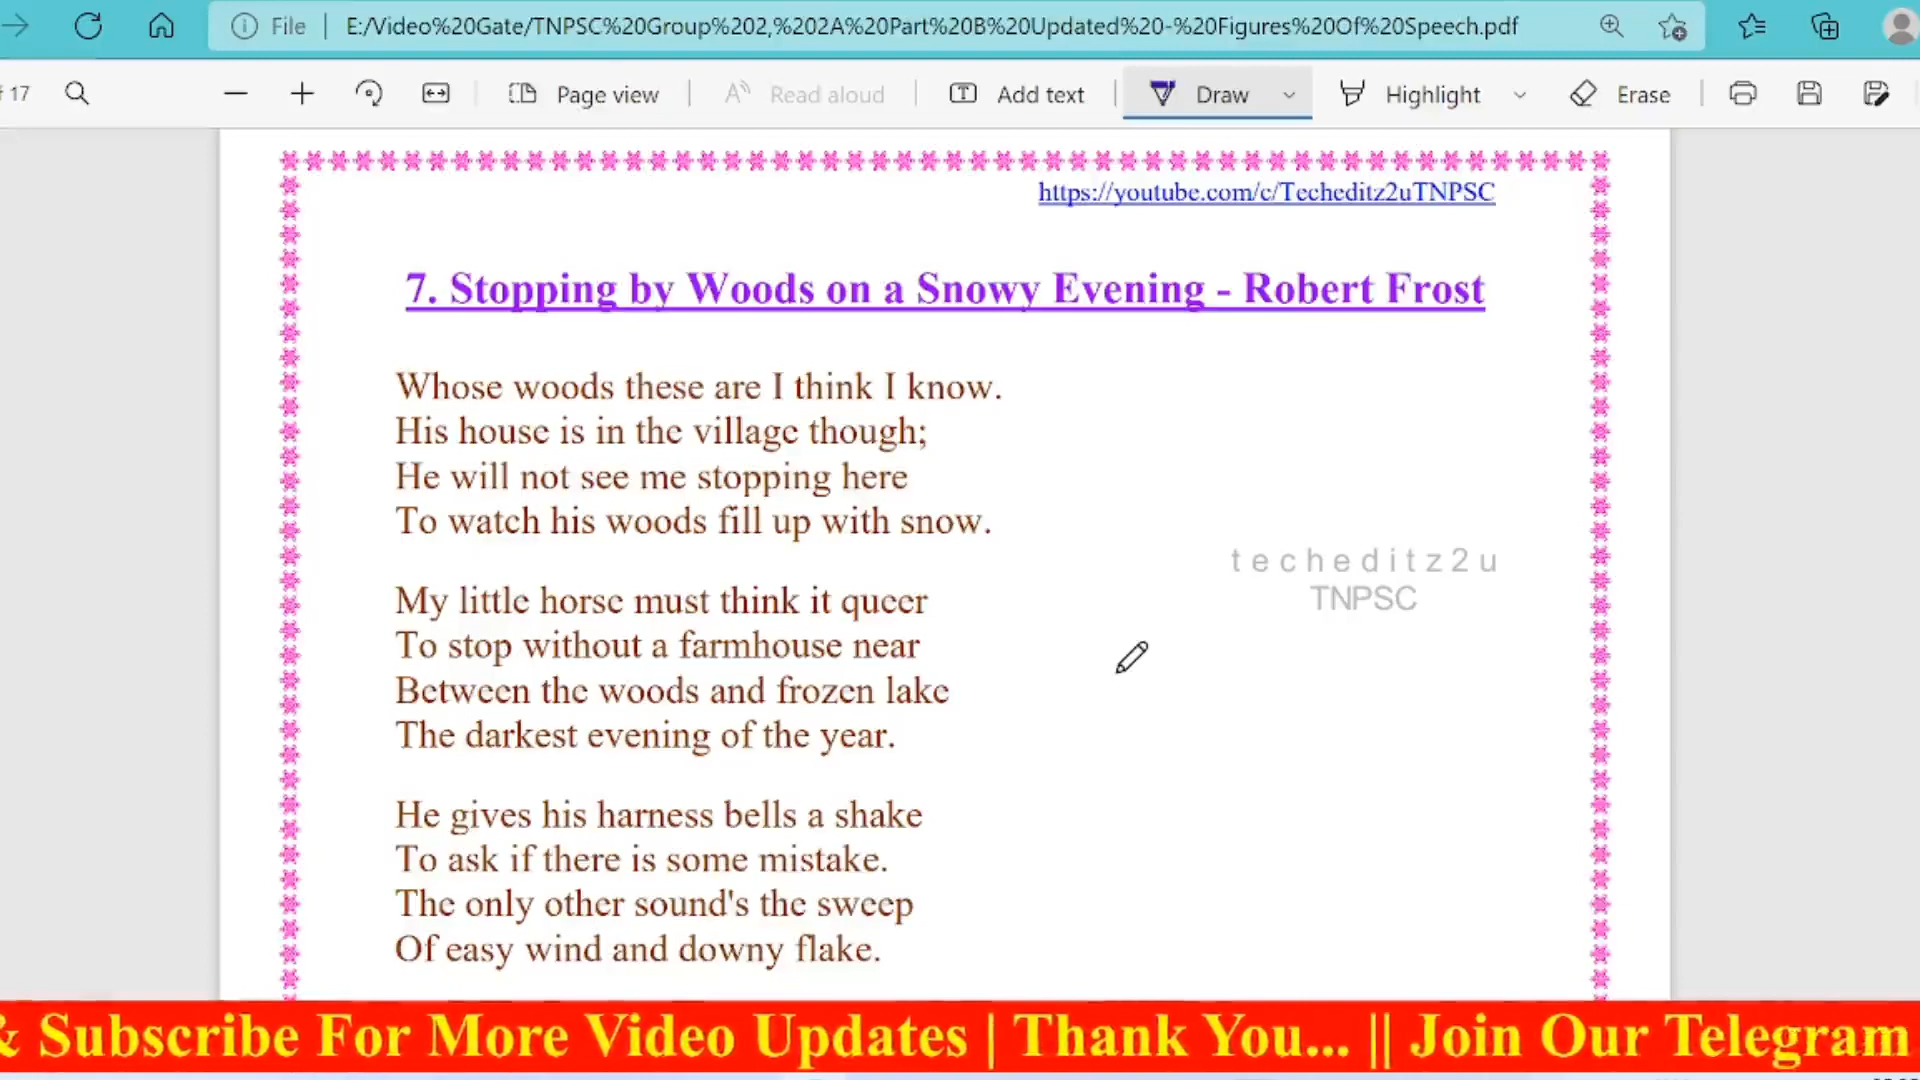 File | E:/Video%20Gate/TNPSC%20Group%202,%202A%20Part%20B%20Updated%20-%20Figures%20Of%20Speech.pdf
17
Page view
Read aloud
Add text
Draw
Highlight
Erase
https://youtube.com/c/Techeditz2uTNPSC
7. Stopping by Woods on a Snowy Evening - Robert Frost
Whose woods these are I think I know.
His house is in the village though;
He will not see me stopping here
To watch his woods fill up with snow.
techeditz2u
TNPSC
My little horse must think it queer
To stop without a farmhouse near
Between the woods and frozen lake
The darkest evening of the year.
He gives his harness bells a shake
To ask if there is some mistake.
The only other sound's the sweep
Of easy wind and downy flake.
& Subscribe For More Video Updates | Thank You... || Join Our Telegram